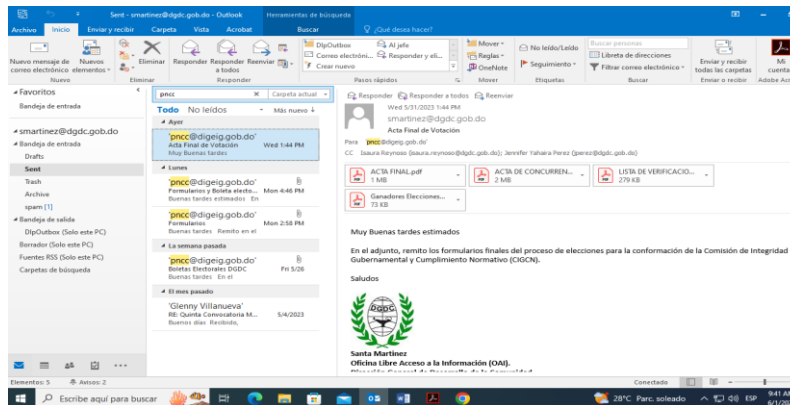 Sent - smartinez@dgdc.gob.do - Outlook
Herramientas de búsqueda
Archivo Inicio Enviar y recibir Carpeta Vista Acrobat Buscar ¿Qué desea hacer?
Nuevo mensaje de correo electrónico
Nuevos elementos
Nuevo
Eliminar
Eliminar
Responder
Responder a todos
Reenviar
Responder
DlpOutbox
Correo electróni...
Crear nuevo
Al jefe
Responder y eli...
Pasos rápidos
Mover
Reglas
OneNote
Mover
No leído/Leído
Seguimiento
Etiquetas
Buscar personas
Libreta de direcciones
Filtrar correo electrónico
Buscar
Enviar y recibir todas las carpetas
Enviar o recibir
Mi cuenta
Adobe Ac
Favoritos
Bandeja de entrada
smartinez@dgdc.gob.do
Bandeja de entrada
Drafts
Sent
Trash
Archive
spam [1]
Bandeja de salida
DlpOutbox (Solo este PC)
Borrador (Solo este PC)
Fuentes RSS (Solo este PC)
Carpetas de búsqueda
pncc
Carpeta actual
Todo No leídos Más nuevo
Ayer
'pncc@digeig.gob.do'
Acta Final de Votación Wed 1:44 PM
Muy Buenas tardes
Lunes
'pncc@digeig.gob.do'
Formularios y Boleta electo... Mon 4:46 PM
Buenas tardes estimados En
'pncc@digeig.gob.do'
Formularios Mon 2:58 PM
Buenas tardes Remito en el
La semana pasada
'pncc@digeig.gob.do'
Boletas Electorales DGDC Fri 5/26
Buenas tardes En el
El mes pasado
'Glenny Villanueva'
RE: Quinta Convocatoria M... 5/4/2023
Buenos días Recibido,
Responder Responder a todos Reenviar
Wed 5/31/2023 1:44 PM
smartinez@dgdc.gob.do
Acta Final de Votación
Para 'pncc@digeig.gob.do'
CC Isaura Reynoso (isaura.reynoso@dgdc.gob.do); Jennifer Yahara Perez (jperez@dgdc.gob.do)
ACTA FINAL.pdf
1 MB
ACTA DE CONCURREN...
2 MB
LISTA DE VERIFICACIO...
279 KB
Ganadores Elecciones...
73 KB
Muy Buenas tardes estimados
En el adjunto, remito los formularios finales del proceso de elecciones para la conformación de la Comisión de Integridad
Gubernamental y Cumplimiento Normativo (CIGCN).
Saludos
DGDC
Santa Martinez
Oficina Libre Acceso a la Información (OAI).
Dirección General de Desarrollo de la Comunidad
Elementos: 5 Avisos: 2
Conectado
Escribe aquí para buscar
28°C Parc. soleado
ESP
9:41 AM